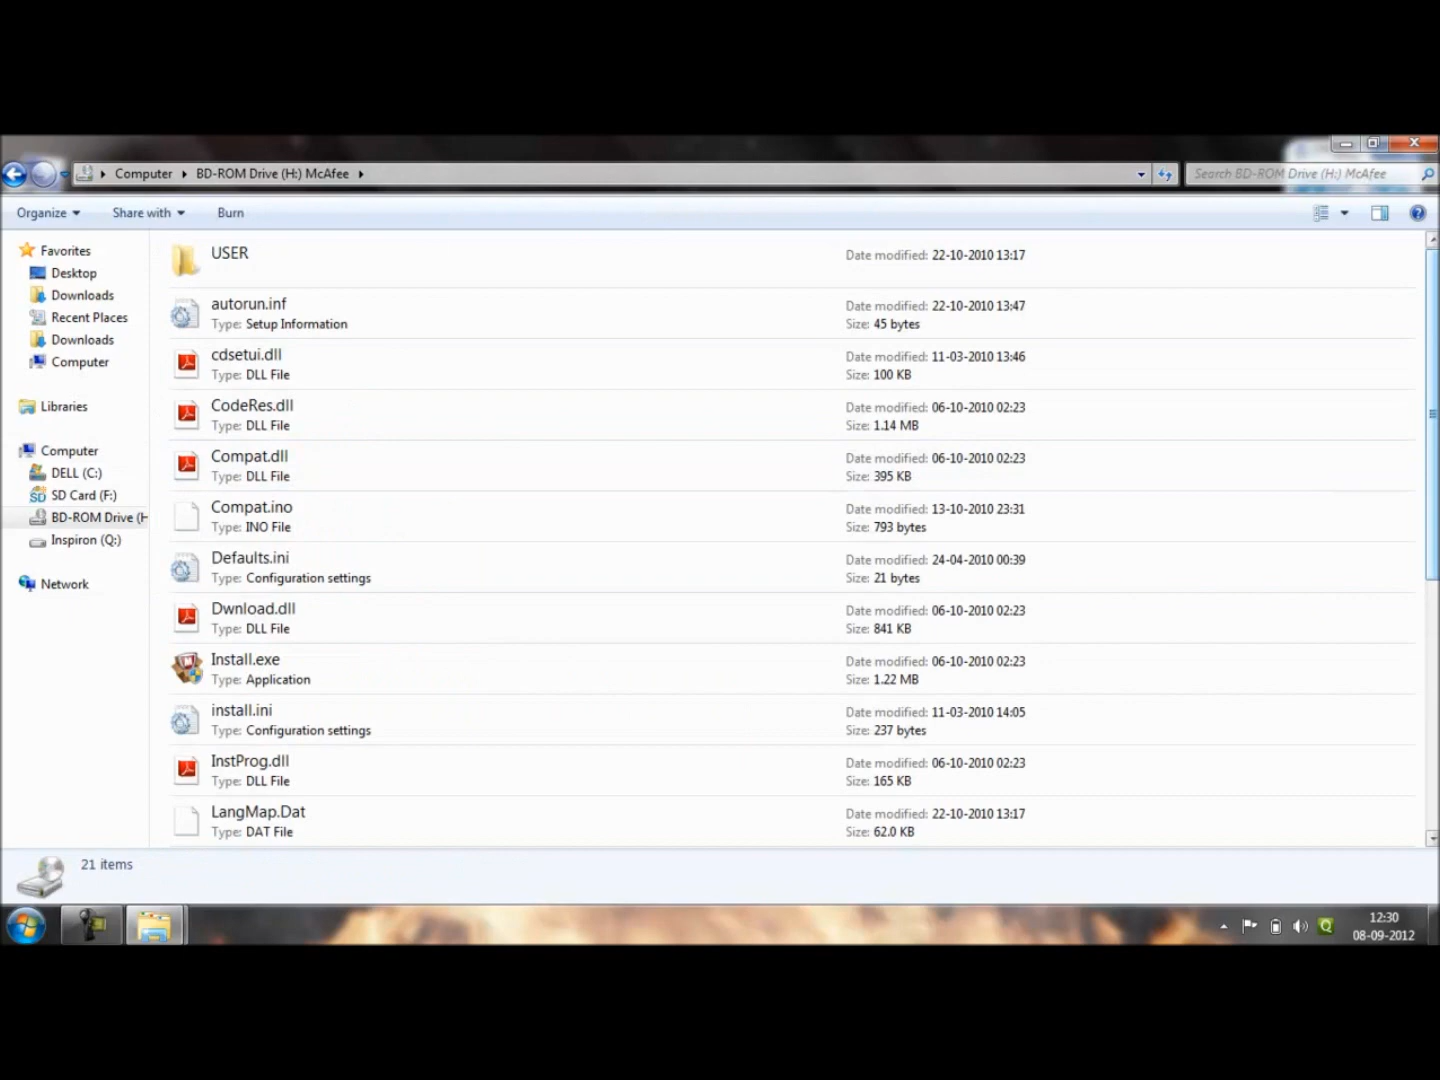 Computer ▸ BD-ROM Drive (H:) McAfee ▸
Search BD-ROM Drive (H:) McAfee
Organize
Share with
Burn
Favorites
Desktop
Downloads
Recent Places
Downloads
Computer
Libraries
Computer
DELL (C:)
SD Card (F:)
BD-ROM Drive (H
Inspiron (Q:)
Network
USER
Date modified: 22-10-2010 13:17
autorun.inf
Date modified: 22-10-2010 13:47
Type: Setup Information
Size: 45 bytes
cdsetui.dll
Date modified: 11-03-2010 13:46
Type: DLL File
Size: 100 KB
CodeRes.dll
Date modified: 06-10-2010 02:23
Type: DLL File
Size: 1.14 MB
Compat.dll
Date modified: 06-10-2010 02:23
Type: DLL File
Size: 395 KB
Compat.ino
Date modified: 13-10-2010 23:31
Type: INO File
Size: 793 bytes
Defaults.ini
Date modified: 24-04-2010 00:39
Type: Configuration settings
Size: 21 bytes
Dwnload.dll
Date modified: 06-10-2010 02:23
Type: DLL File
Size: 841 KB
Install.exe
Date modified: 06-10-2010 02:23
Type: Application
Size: 1.22 MB
install.ini
Date modified: 11-03-2010 14:05
Type: Configuration settings
Size: 237 bytes
InstProg.dll
Date modified: 06-10-2010 02:23
Type: DLL File
Size: 165 KB
LangMap.Dat
Date modified: 22-10-2010 13:17
Type: DAT File
Size: 62.0 KB
21 items
12:30
08-09-2012